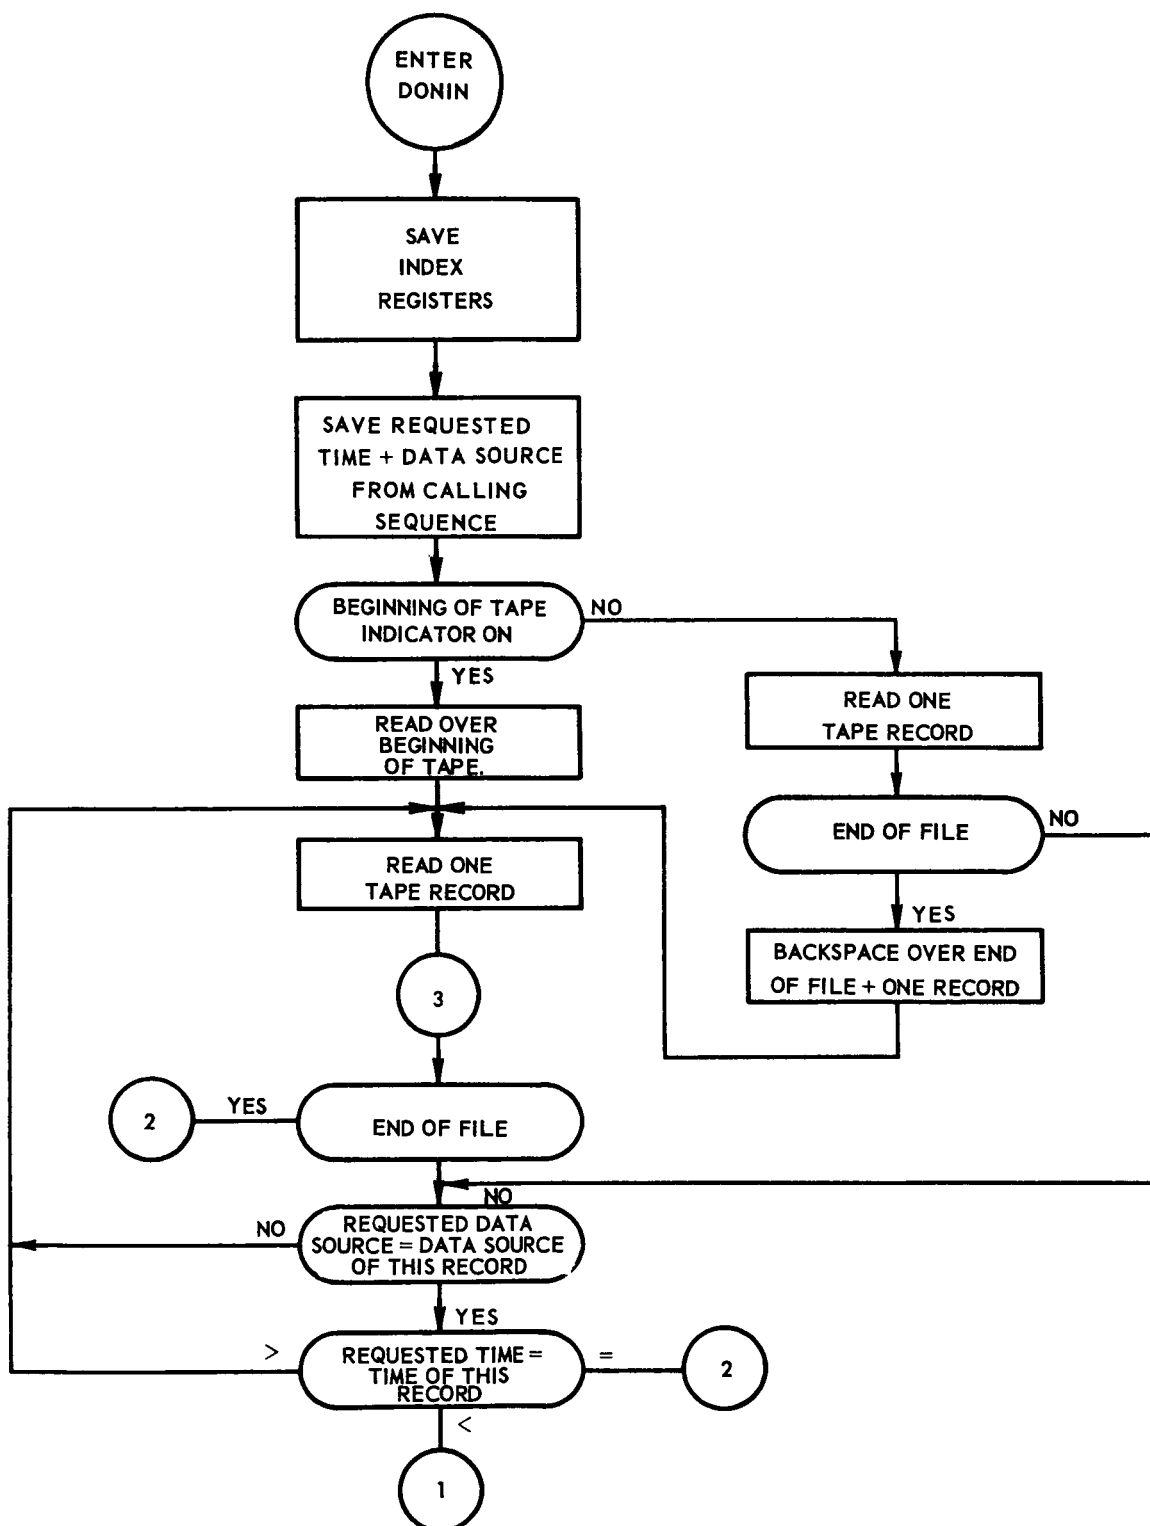 ENTER
DONIN
SAVE
INDEX
REGISTERS
SAVE REQUESTED
TIME + DATA SOURCE
FROM CALLING
SEQUENCE
BEGINNING OF TAPE
INDICATOR ON
NO
YES
READ OVER
BEGINNING
OF TAPE.
READ ONE
TAPE RECORD
END OF FILE
NO
YES
BACKSPACE OVER END
OF FILE + ONE RECORD
READ ONE
TAPE RECORD
3
2
YES
END OF FILE
NO
NO
REQUESTED DATA
SOURCE = DATA SOURCE
OF THIS RECORD
YES
>
REQUESTED TIME =
TIME OF THIS
RECORD
=
2
<
1